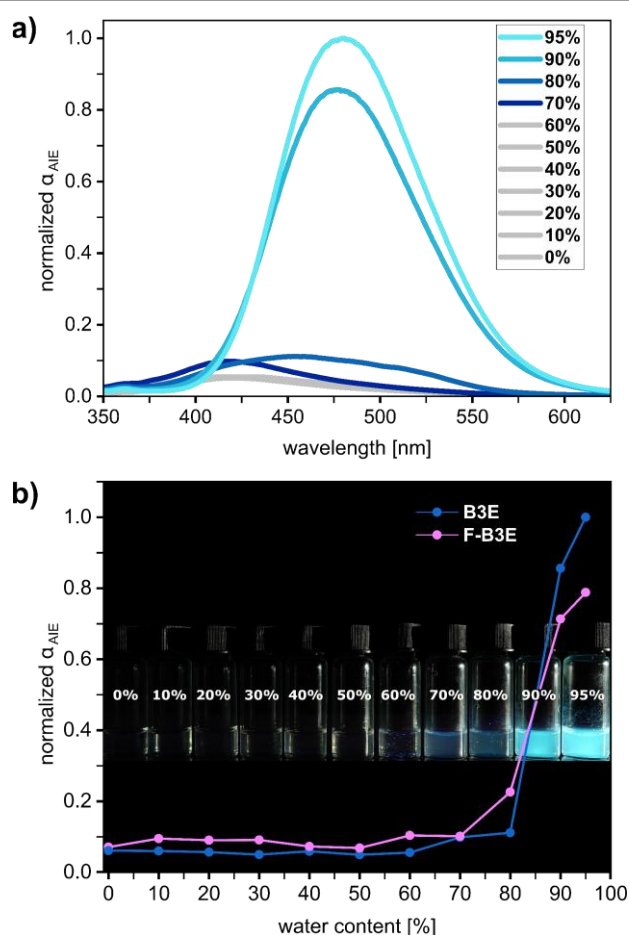 a)
normalized α_AIE
1.0
0.8
0.6
0.4
0.2
0.0
95%
90%
80%
70%
60%
50%
40%
30%
20%
10%
0%
350 400 450 500 550 600
wavelength [nm]
b)
normalized α_AIE
1.0
0.8
0.6
0.4
0.2
0.0
B3E
F-B3E
0% 10% 20% 30% 40% 50% 60% 70% 80% 90% 95%
0 10 20 30 40 50 60 70 80 90 100
water content [%]